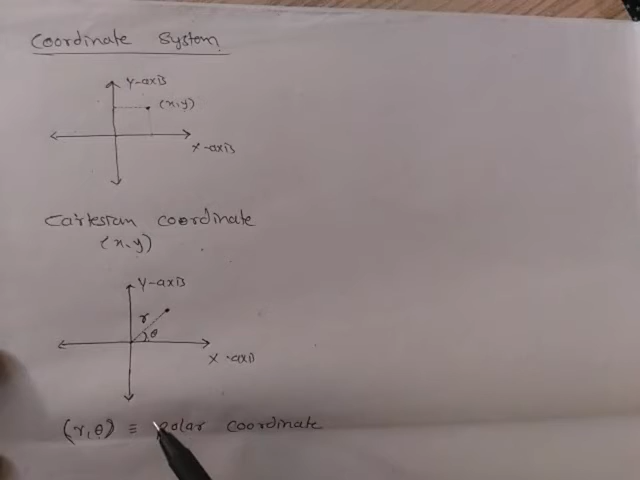 Coordinate System
Y-axis
(x,y)
X-axis
Cartesian coordinate
(x,y)
Y-axis
r
θ
X-axis
(r,θ) ≡ polar coordinate